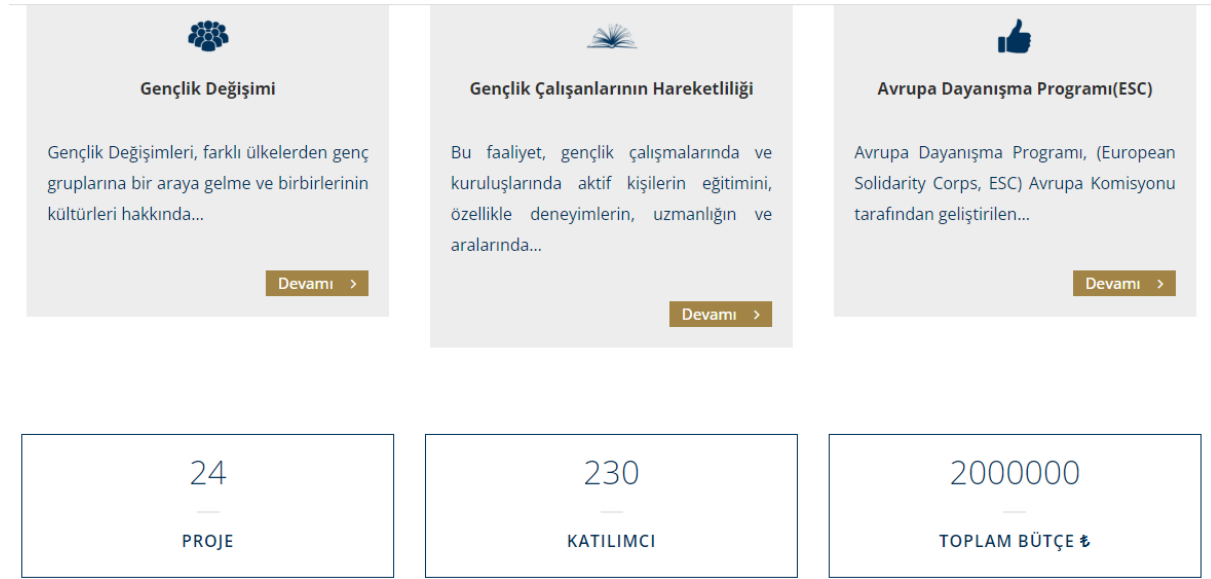 Gençlik Değişimi
Gençlik Değişimleri, farklı ülkelerden genç
gruplarına bir araya gelme ve birbirlerinin
kültürleri hakkında...
Devamı >
Gençlik Çalışanlarının Hareketliliği
Bu faaliyet, gençlik çalışmalarında ve
kuruluşlarında aktif kişilerin eğitimini,
özellikle deneyimlerin, uzmanlığın ve
aralarında...
Devamı >
Avrupa Dayanışma Programı(ESC)
Avrupa Dayanışma Programı, (European
Solidarity Corps, ESC) Avrupa Komisyonu
tarafından geliştirilen...
Devamı >
24
PROJE
230
KATILIMCI
2000000
TOPLAM BÜTÇE ₺